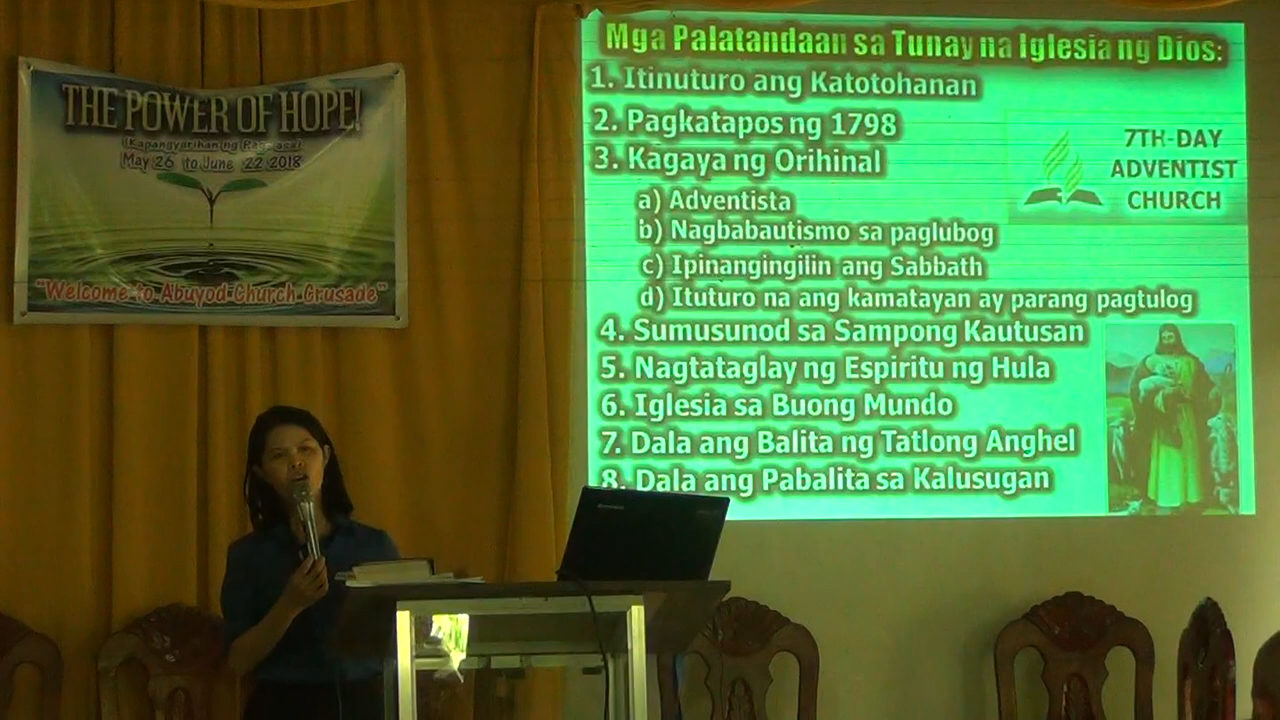 THE POWER OF HOPE!
(Kapangyarihan ng Pag-asa)
May 26 to June 22 2018
"Welcome to Abuyod Church Crusade"
Mga Palatandaan sa Tunay na Iglesia ng Dios:
1. Itinuturo ang Katotohanan
2. Pagkatapos ng 1798
3. Kagaya ng Orihinal
a) Adventista
b) Nagbabautismo sa paglubog
c) Ipinangingilin ang Sabbath
d) Ituturo na ang kamatayan ay parang pagtulog
4. Sumusunod sa Sampong Kautusan
5. Nagtataglay ng Espiritu ng Hula
6. Iglesia sa Buong Mundo
7. Dala ang Balita ng Tatlong Anghel
8. Dala ang Pabalita sa Kalusugan
7TH-DAY
ADVENTIST
CHURCH